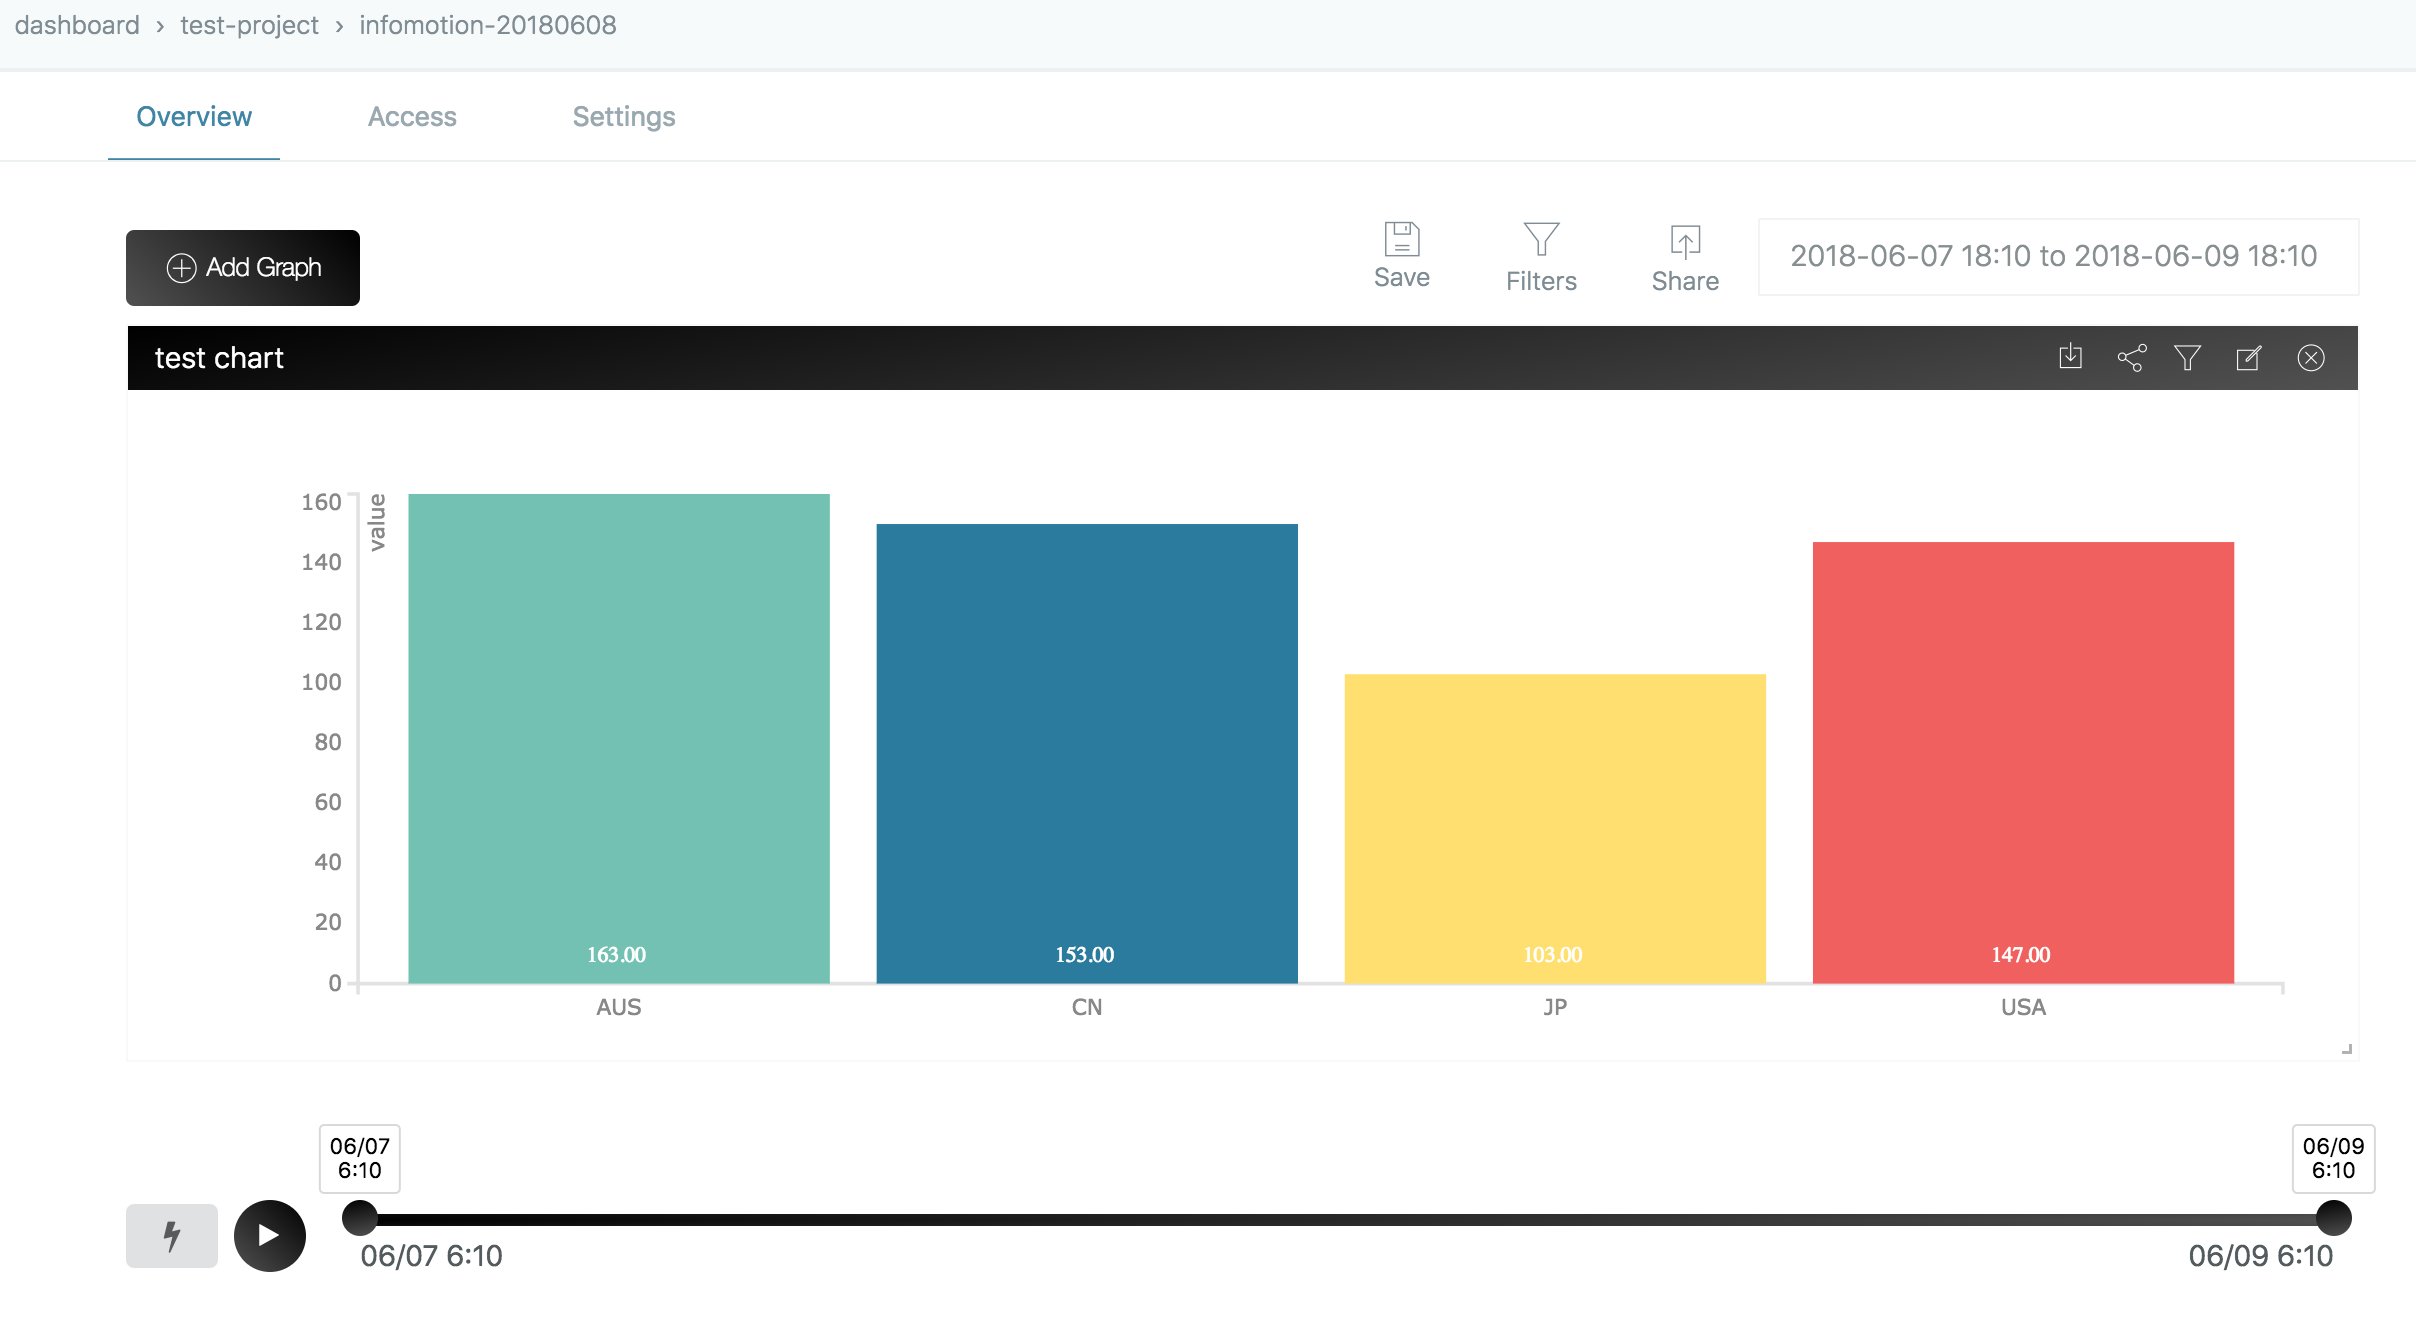 dashboard › test-project › infomotion-20180608
Overview Access Settings
Add Graph
Save Filters Share 2018-06-07 18:10 to 2018-06-09 18:10
test chart
value
160
140
120
100
80
60
40
20
0
163.00 153.00 103.00 147.00
AUS CN JP USA
06/07
6:10
06/09
6:10
06/07 6:10 06/09 6:10